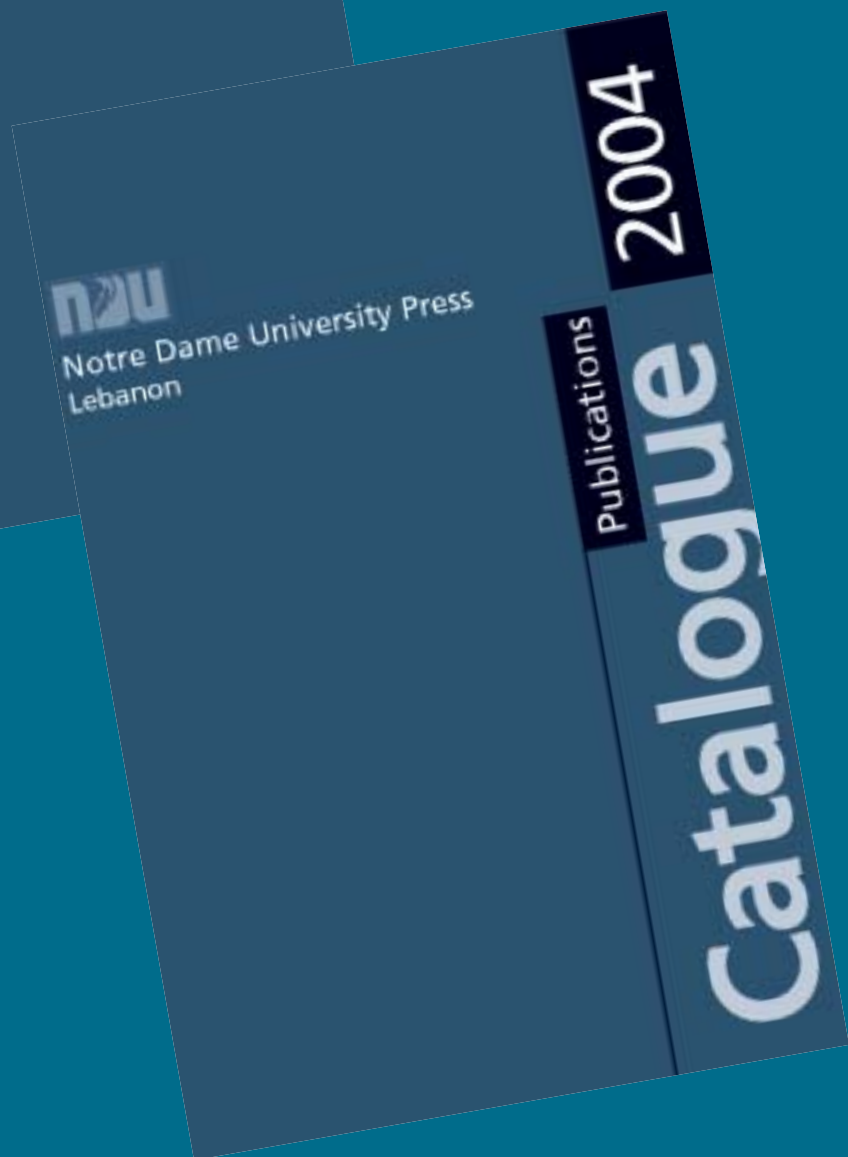 2004
ndu
Notre Dame University Press
Lebanon
Publications
Catalogue